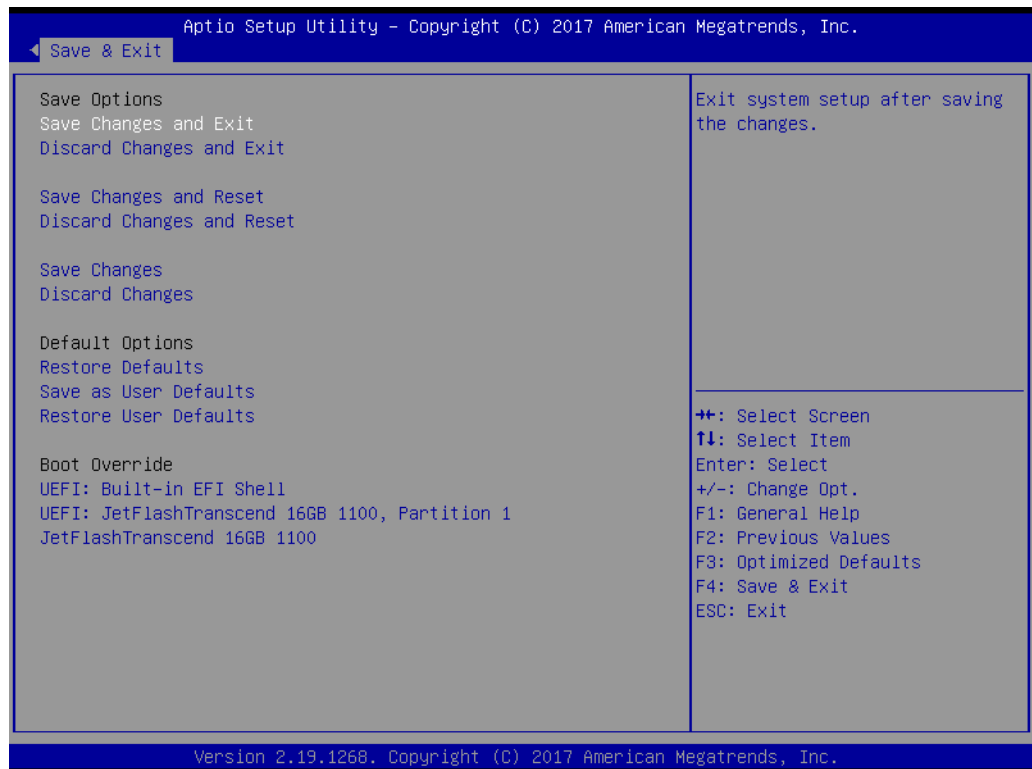 Aptio Setup Utility – Copyright (C) 2017 American Megatrends, Inc.
Save & Exit
Save Options
Save Changes and Exit
Discard Changes and Exit
Save Changes and Reset
Discard Changes and Reset
Save Changes
Discard Changes
Default Options
Restore Defaults
Save as User Defaults
Restore User Defaults
Boot Override
UEFI: Built-in EFI Shell
UEFI: JetFlashTranscend 16GB 1100, Partition 1
JetFlashTranscend 16GB 1100
Exit system setup after saving
the changes.
→←: Select Screen
↑↓: Select Item
Enter: Select
+/-: Change Opt.
F1: General Help
F2: Previous Values
F3: Optimized Defaults
F4: Save & Exit
ESC: Exit
Version 2.19.1268. Copyright (C) 2017 American Megatrends, Inc.